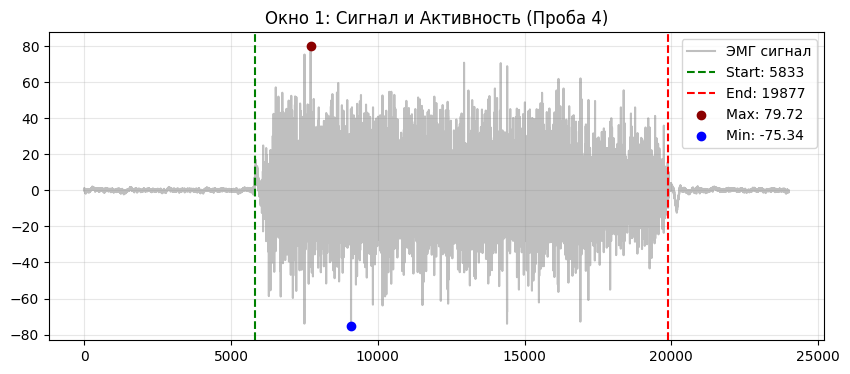 Окно 1: Сигнал и Активность (Проба 4)
80
60
40
20
0
−20
−40
−60
−80
ЭМГ сигнал
Start: 5833
End: 19877
Max: 79.72
Min: -75.34
0
5000
10000
15000
20000
25000